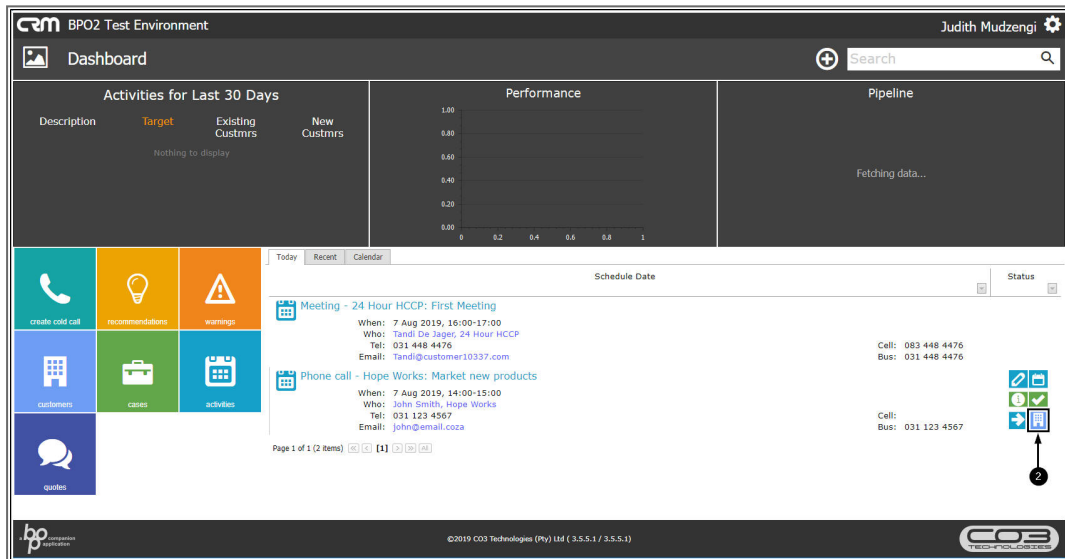 CRM BPO2 Test Environment
Judith Mudzengi
Dashboard
Search
Activities for Last 30 Days
Description Target Existing Custmrs New Custmrs
Nothing to display
Performance
1.00
0.80
0.60
0.40
0.20
0.00
0 0.2 0.4 0.6 0.8 1
Pipeline
Fetching data...
create cold call
recommendations
warnings
customers
cases
activities
quotes
Today Recent Calendar
Schedule Date Status
Meeting - 24 Hour HCCP: First Meeting
When: 7 Aug 2019, 16:00-17:00
Who: Tandi De Jager, 24 Hour HCCP
Tel: 031 448 4476 Cell: 083 448 4476
Email: Tandi@customer10337.com Bus: 031 448 4476
Phone call - Hope Works: Market new products
When: 7 Aug 2019, 14:00-15:00
Who: John Smith, Hope Works
Tel: 031 123 4567 Cell:
Email: john@email.coza Bus: 031 123 4567
1
Page 1 of 1 (2 items) « < [1] > » All
2
a bpo companion application
©2019 CO3 Technologies (Pty) Ltd ( 3.5.5.1 / 3.5.5.1)
CO3
TECHNOLOGIES